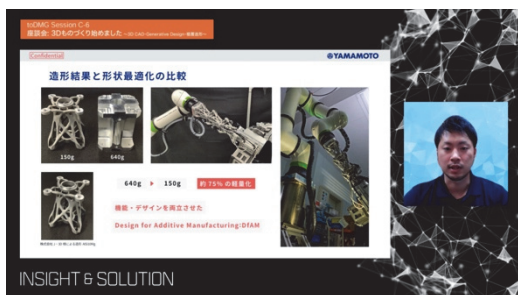 toDMG Session C-6
座談会: 3Dものづくり始めました
Confidential
YAMAMOTO
造形結果と形状最適化の比較
150g
640g
640g ▶ 150g 約75%の軽量化
機能・デザインを両立させた
Design for Additive Manufacturing:DfAM
INSIGHT & SOLUTION